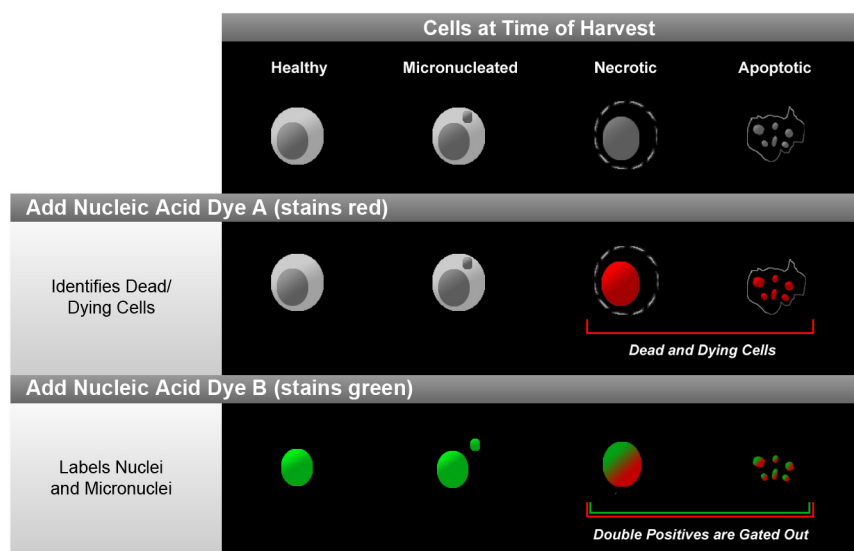 Cells at Time of Harvest
Healthy
Micronucleated
Necrotic
Apoptotic
Add Nucleic Acid Dye A (stains red)
Identifies Dead/
Dying Cells
Dead and Dying Cells
Add Nucleic Acid Dye B (stains green)
Labels Nuclei
and Micronuclei
Double Positives are Gated Out